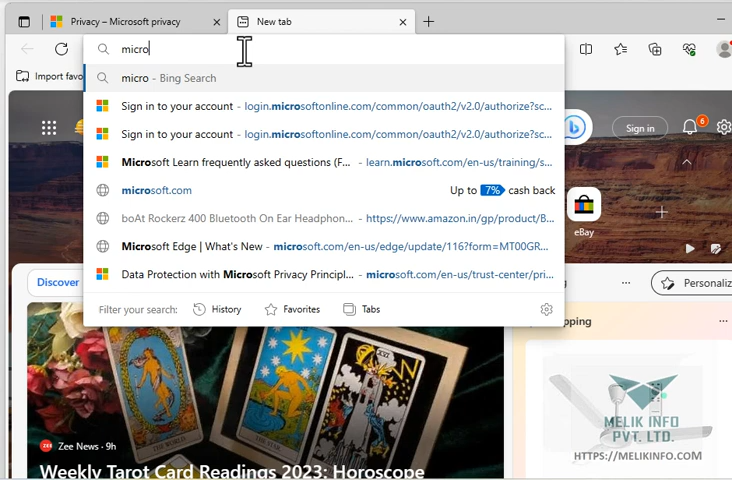 Privacy – Microsoft privacy
New tab
Import favo
micro
micro - Bing Search
Sign in to your account - login.microsoftonline.com/common/oauth2/v2.0/authorize?sc...
Sign in to your account - login.microsoftonline.com/common/oauth2/v2.0/authorize?sc...
Microsoft Learn frequently asked questions (F... - learn.microsoft.com/en-us/training/s...
microsoft.com Up to 7% cash back
boAt Rockerz 400 Bluetooth On Ear Headphon... - https://www.amazon.in/gp/product/B...
Microsoft Edge | What's New - microsoft.com/en-us/edge/update/116?form=MT00GR...
Data Protection with Microsoft Privacy Principl... - microsoft.com/en-us/trust-center/pri...
Filter your search: History Favorites Tabs
Sign in
6
eBay
Discover
Personaliz
pping
THE WORLD
THE STAR
XVI
ZEE
Zee News · 9h
Weekly Tarot Card Readings 2023: Horoscope
MELIK INFO
PVT. LTD.
HTTPS://MELIKINFO.COM